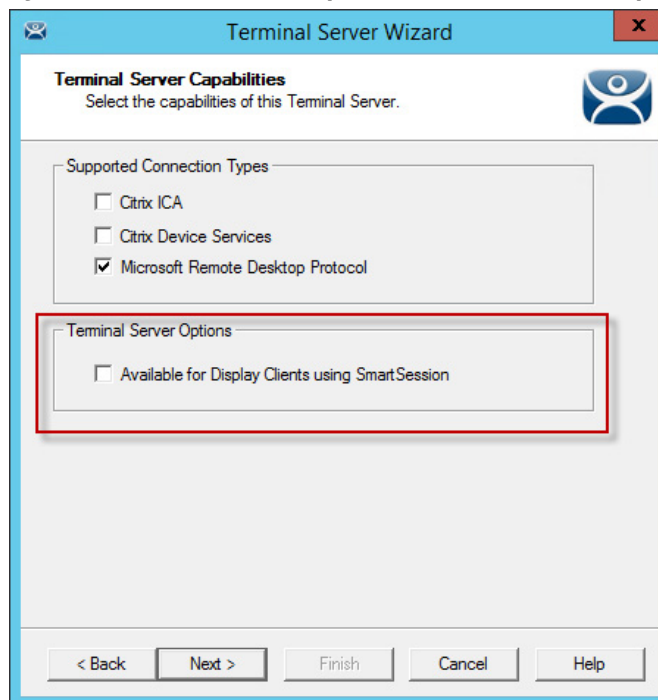 Terminal Server Wizard
x
Terminal Server Capabilities
Select the capabilities of this Terminal Server.
Supported Connection Types
Citrix ICA
Citrix Device Services
Microsoft Remote Desktop Protocol
Terminal Server Options
Available for Display Clients using SmartSession
< Back Next > Finish Cancel Help